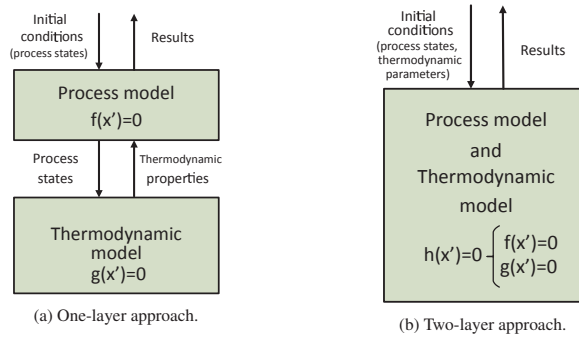 Initial
conditions
(process states)
Results
Process model
f(x')=0
Process
states
Thermodynamic
properties
Thermodynamic
model
g(x')=0
(a) One-layer approach.
Initial
conditions
(process states,
thermodynamic
parameters)
Results
Process model
and
Thermodynamic
model
h(x')=0
f(x')=0
g(x')=0
(b) Two-layer approach.